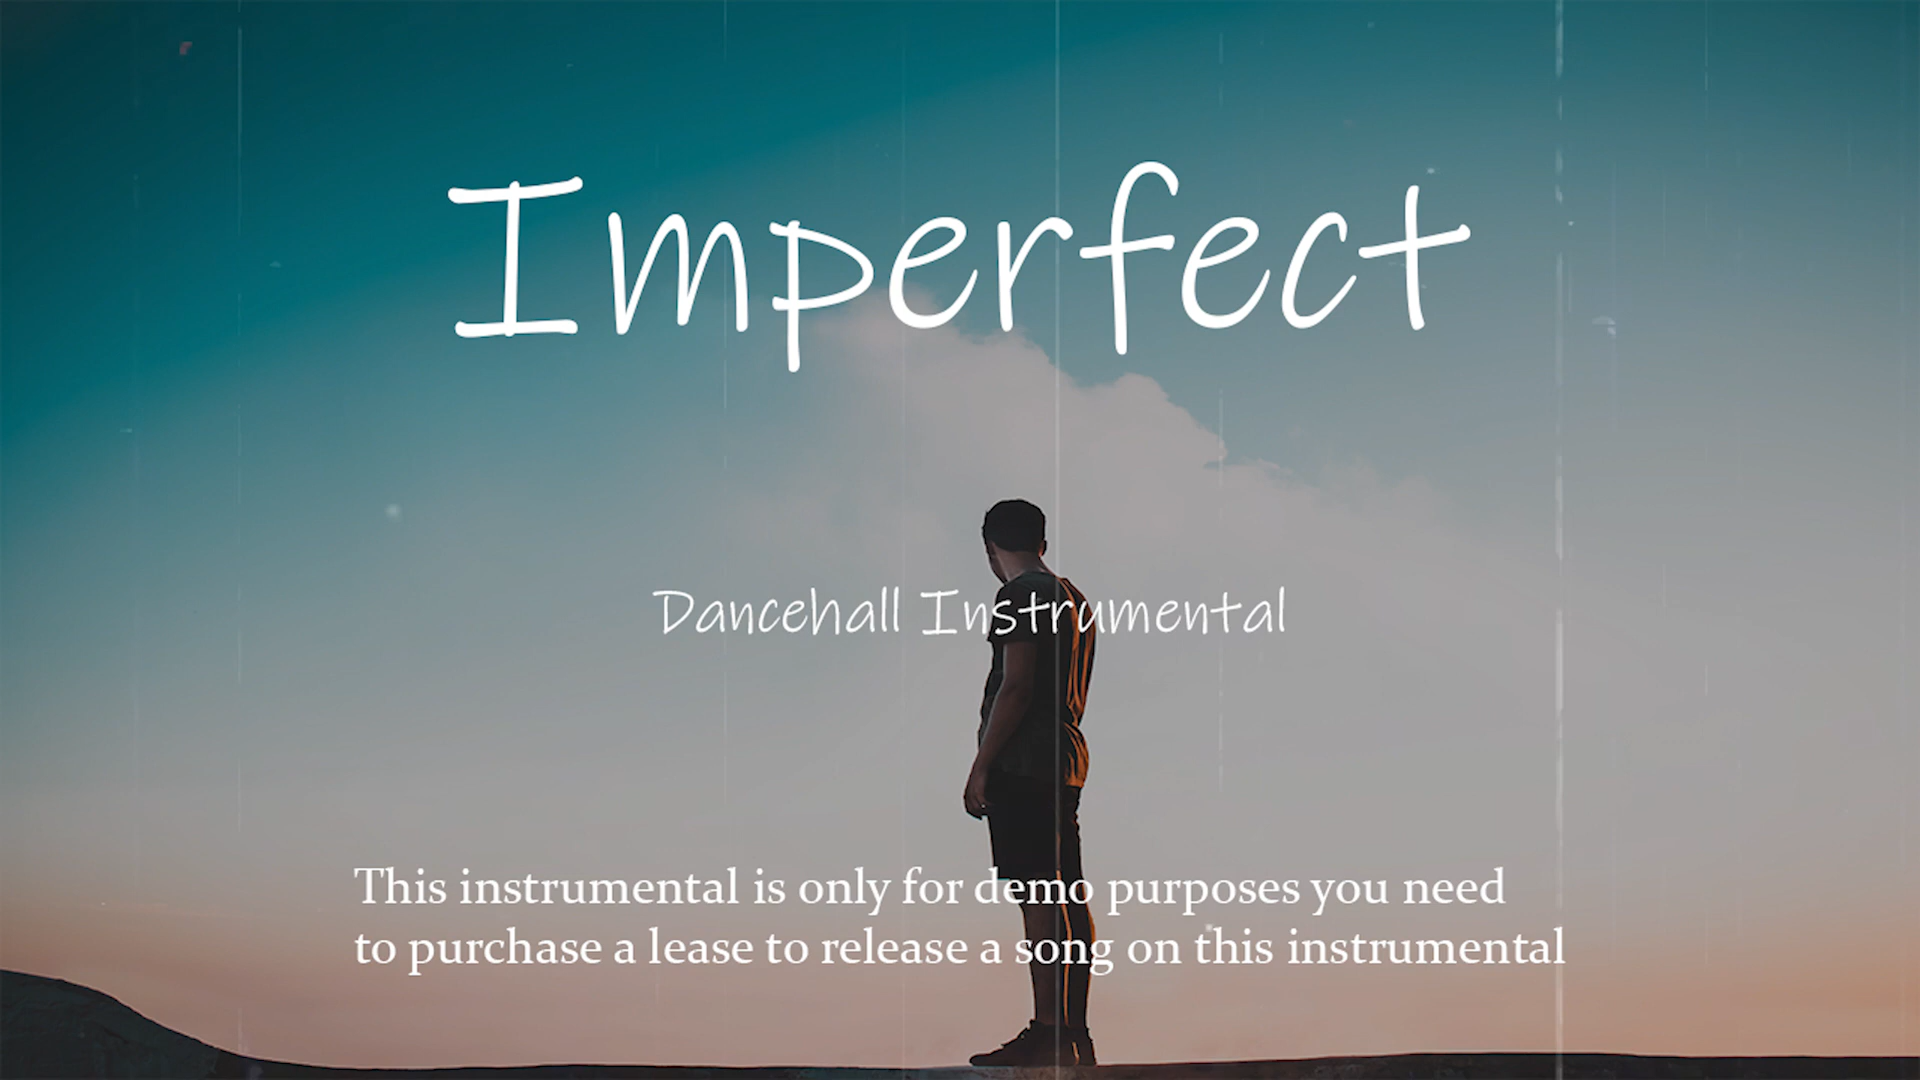 Imperfect
Dancehall Instrumental
This instrumental is only for demo purposes you need
to purchase a lease to release a song on this instrumental